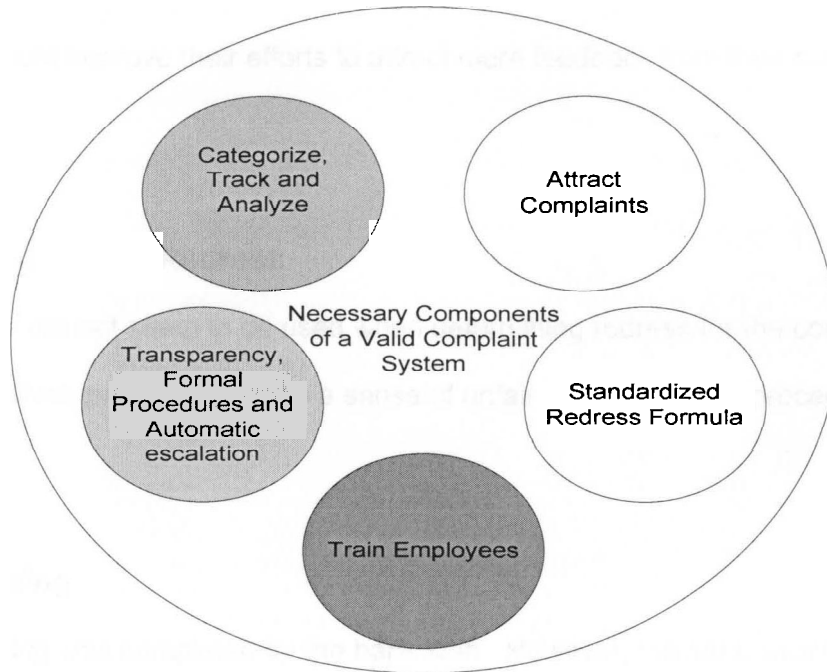 Categorize,
Track and
Analyze
Attract
Complaints
Necessary Components
of a Valid Complaint
System
Transparency,
Formal
Procedures and
Automatic
escalation
Standardized
Redress Formula
Train Employees